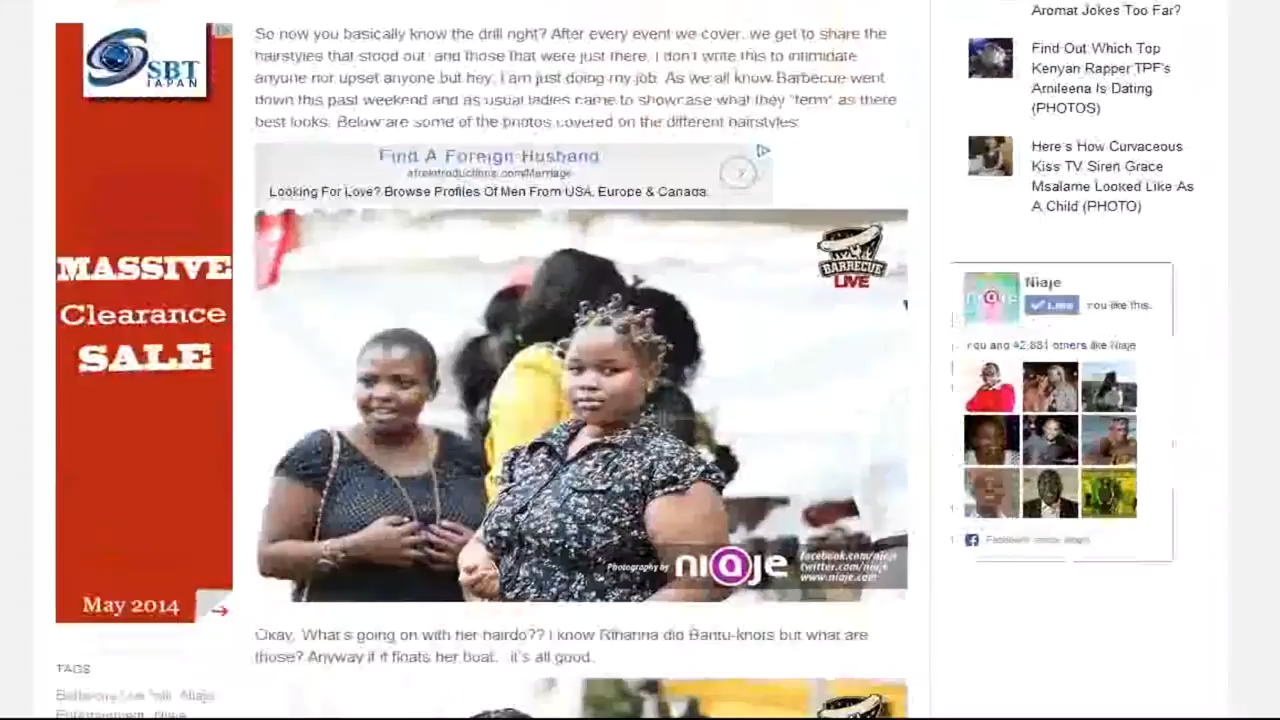 SBT
JAPAN
MASSIVE
Clearance
SALE
May 2014
TAGS
So now you basically know the drill right? After every event we cover, we get to share the
hairstyles that stood out and those that were just there. I don't write this to intimidate
anyone nor upset anyone but hey, I am just doing my job. As we all know Barbecue went
down this past weekend and as usual ladies came to showcase what they "term" as there
best looks. Below are some of the photos covered on the different hairstyles:
Find A Foreign Husband
afrointroductions.com/Marriage
Looking For Love? Browse Profiles Of Men From USA, Europe & Canada.
BARBECUE
LIVE
Photography by niaje
facebook.com/niaje
twitter.com/niaje
www.niaje.com
Okay, What's going on with her hairdo?? I know Rihanna did Bantu-knots but what are
those? Anyway if it floats her boat... it's all good.
Aromat Jokes Too Far?
Find Out Which Top
Kenyan Rapper TPF's
Arnileena Is Dating
(PHOTOS)
Here's How Curvaceous
Kiss TV Siren Grace
Msalame Looked Like As
A Child (PHOTO)
niaje
Niaje
Like You like this.
You and 42,881 others like Niaje
Facebook social plugin